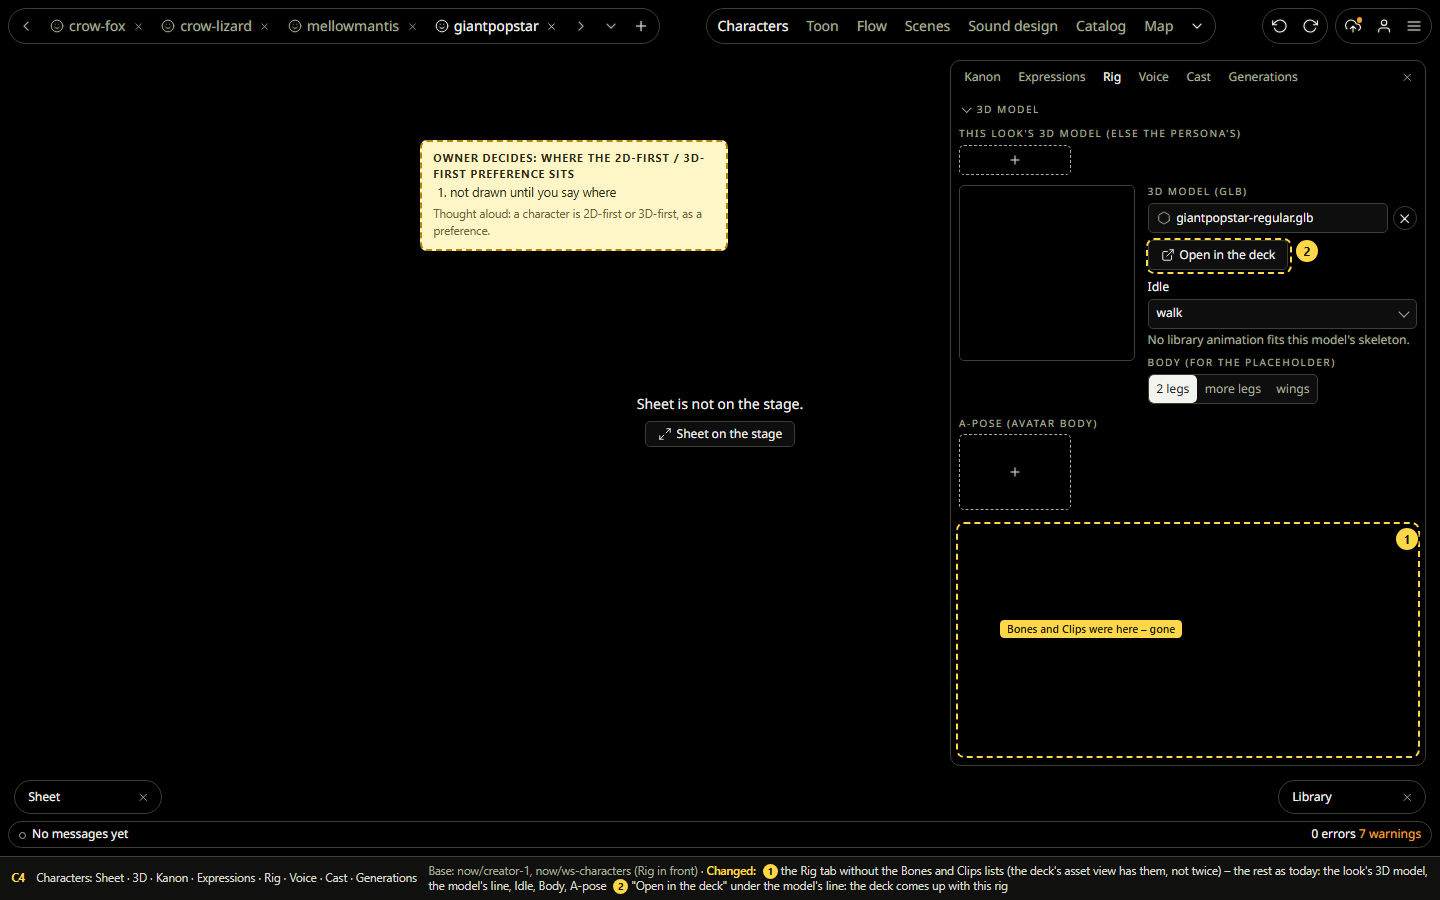 crow-fox
crow-lizard
mellowmantis
giantpopstar
Characters Toon Flow Scenes Sound design Catalog Map
Kanon Expressions Rig Voice Cast Generations
3D MODEL
THIS LOOK'S 3D MODEL (ELSE THE PERSONA'S)
OWNER DECIDES: WHERE THE 2D-FIRST / 3D-
FIRST PREFERENCE SITS
1. not drawn until you say where
Thought aloud: a character is 2D-first or 3D-first, as a
preference.
3D MODEL (GLB)
giantpopstar-regular.glb
Open in the deck
2
Idle
walk
No library animation fits this model's skeleton.
BODY (FOR THE PLACEHOLDER)
2 legs more legs wings
Sheet is not on the stage.
Sheet on the stage
A-POSE (AVATAR BODY)
1
Bones and Clips were here – gone
Sheet
Library
No messages yet
0 errors 7 warnings
C4 Characters: Sheet · 3D · Kanon · Expressions · Rig · Voice · Cast · Generations
Base: now/creator-1, now/ws-characters (Rig in front) · Changed: 1 the Rig tab without the Bones and Clips lists (the deck's asset view has them, not twice) – the rest as today: the look's 3D model,
the model's line, Idle, Body, A-pose 2 "Open in the deck" under the model's line: the deck comes up with this rig